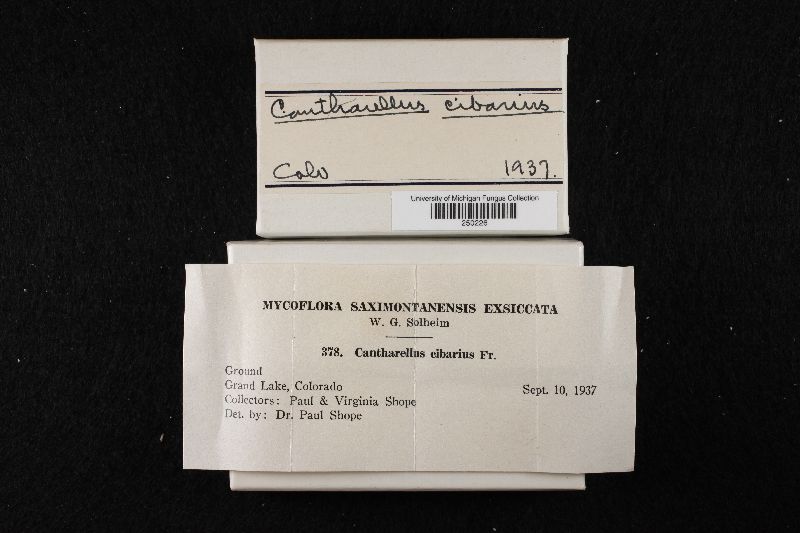 Cantharellus cibarius
Colo 1937.
University of Michigan Fungus Collection
250226
MYCOFLORA SAXIMONTANENSIS EXSICCATA
W. G. Solheim
378. Cantharellus cibarius Fr.
Ground
Grand Lake, Colorado Sept. 10, 1937
Collectors: Paul & Virginia Shope
Det. by: Dr. Paul Shope